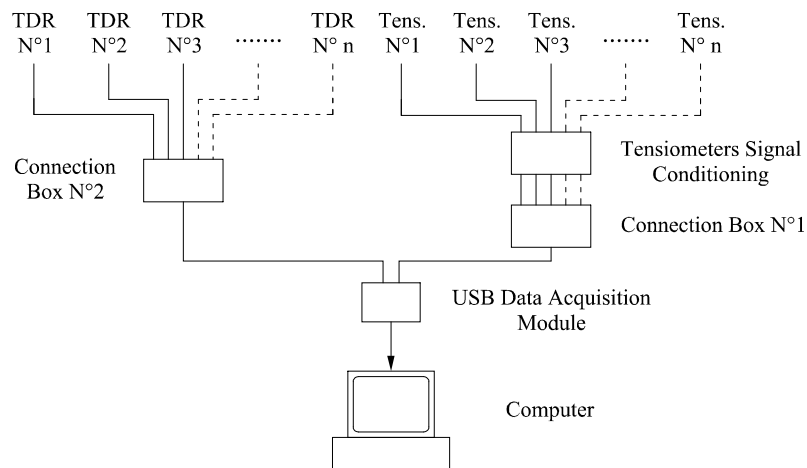 TDR N°1
TDR N°2
TDR N°3
.......
TDR N° n
Tens. N°1
Tens. N°2
Tens. N°3
.......
Tens. N° n
Connection
Box N°2
Tensiometers Signal
Conditioning
Connection Box N°1
USB Data Acquisition
Module
Computer